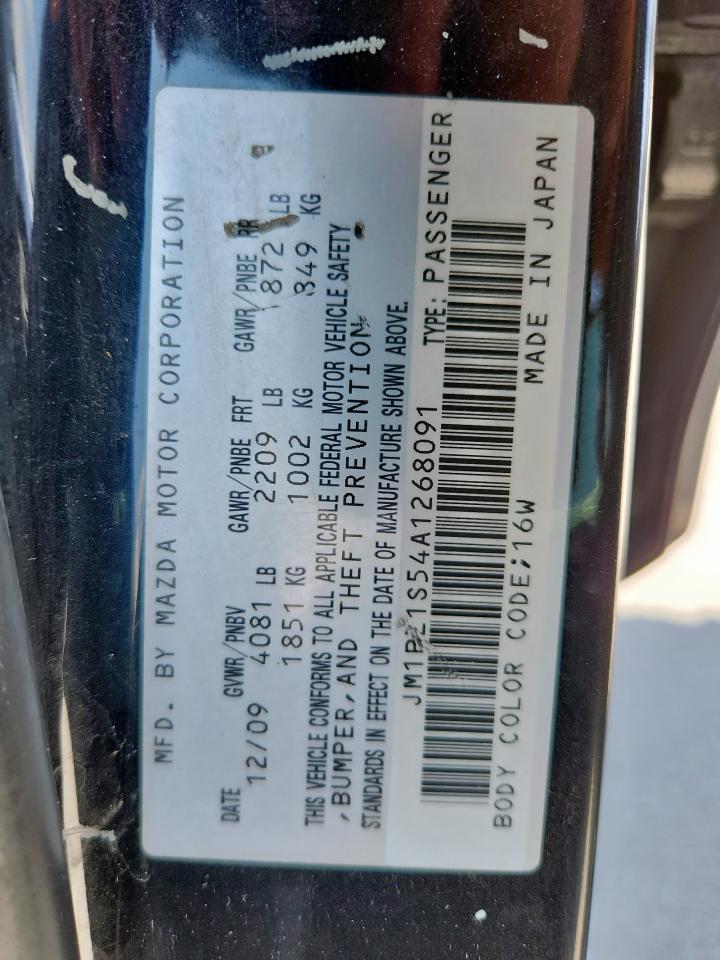 MFD. BY MAZDA MOTOR CORPORATION
DATE GVWR/PNBV GAWR/PNBE FRT GAWR/PNBE RR
12/09 4081 LB 2209 LB 1872 LB
1851 KG 1002 KG 849 KG
THIS VEHICLE CONFORMS TO ALL APPLICABLE FEDERAL MOTOR VEHICLE SAFETY
,BUMPER,AND THEFT PREVENTION
STANDARDS IN EFFECT ON THE DATE OF MANUFACTURE SHOWN ABOVE.
JM1BL1S54A1268091 TYPE: PASSENGER
BODY COLOR CODE;16W MADE IN JAPAN